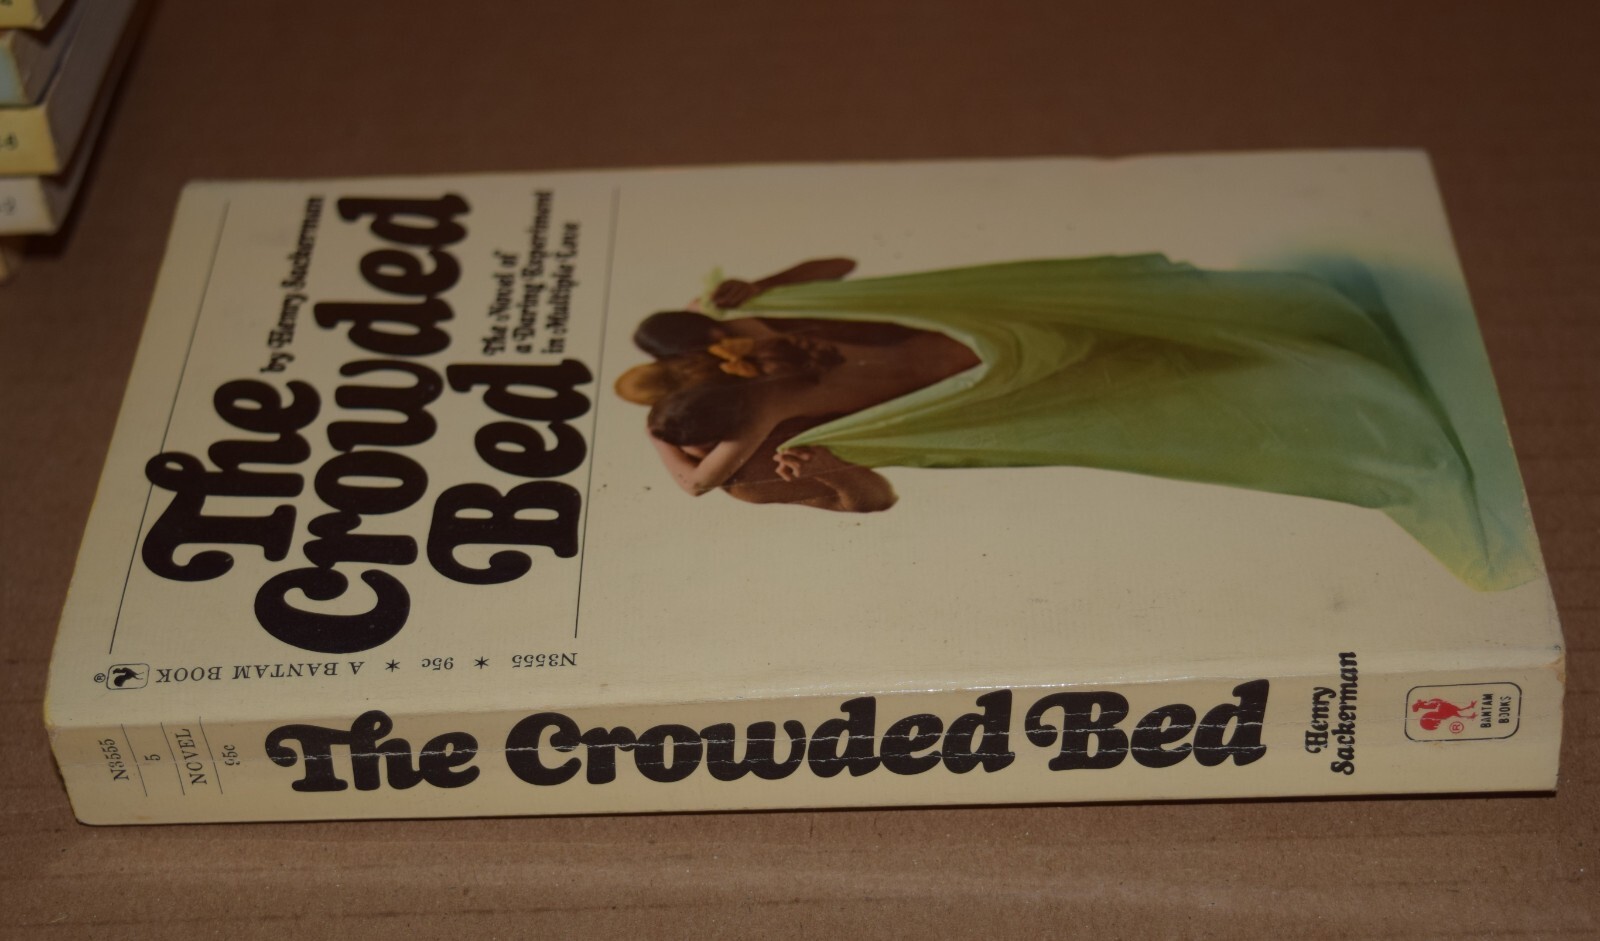 The
by Henry Sackerman
Crowded
Bed
The Novel of
a Daring Experiment
in Multiple Love
A BANTAM BOOK * 95c * N3555
N3555
5
NOVEL
95c
The Crowded Bed
Henry
Sackerman
BANTAM
BOOKS